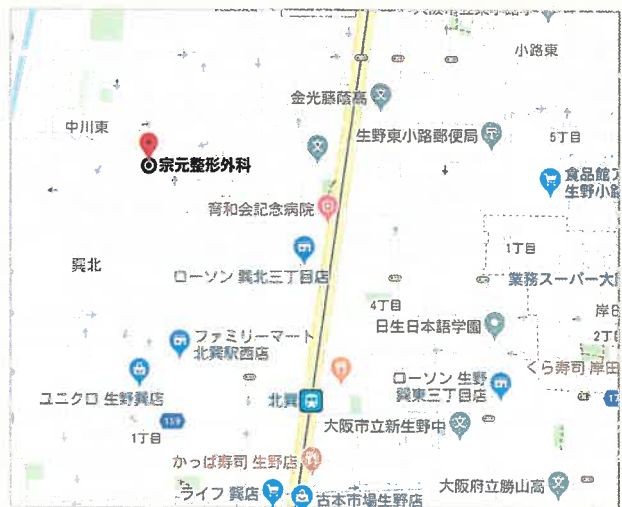 小路東
金光藤蔭高
中川東
生野東小路郵便局
5丁目
宗元整形外科
食品館
生野小路
育和会記念病院
1丁目
巽北
ローソン 巽北三丁目店
業務スーパー大
4丁目
岸田
日生日本語学園
2丁目
ファミリーマート
北巽駅西店
くら寿司 岸田
ローソン 生野
巽東三丁目店
ユニクロ 生野巽店
北巽
159
17
大阪市立新生野中
1丁目
かっぱ寿司 生野店
大阪府立勝山高
ライフ 巽店
古本市場生野店